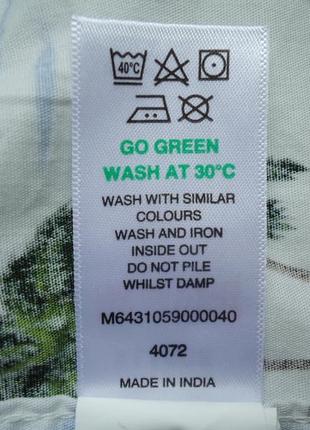 40°C
GO GREEN
WASH AT 30°C
WASH WITH SIMILAR
COLOURS
WASH AND IRON
INSIDE OUT
DO NOT PILE
WHILST DAMP
M6431059000040
4072
MADE IN INDIA